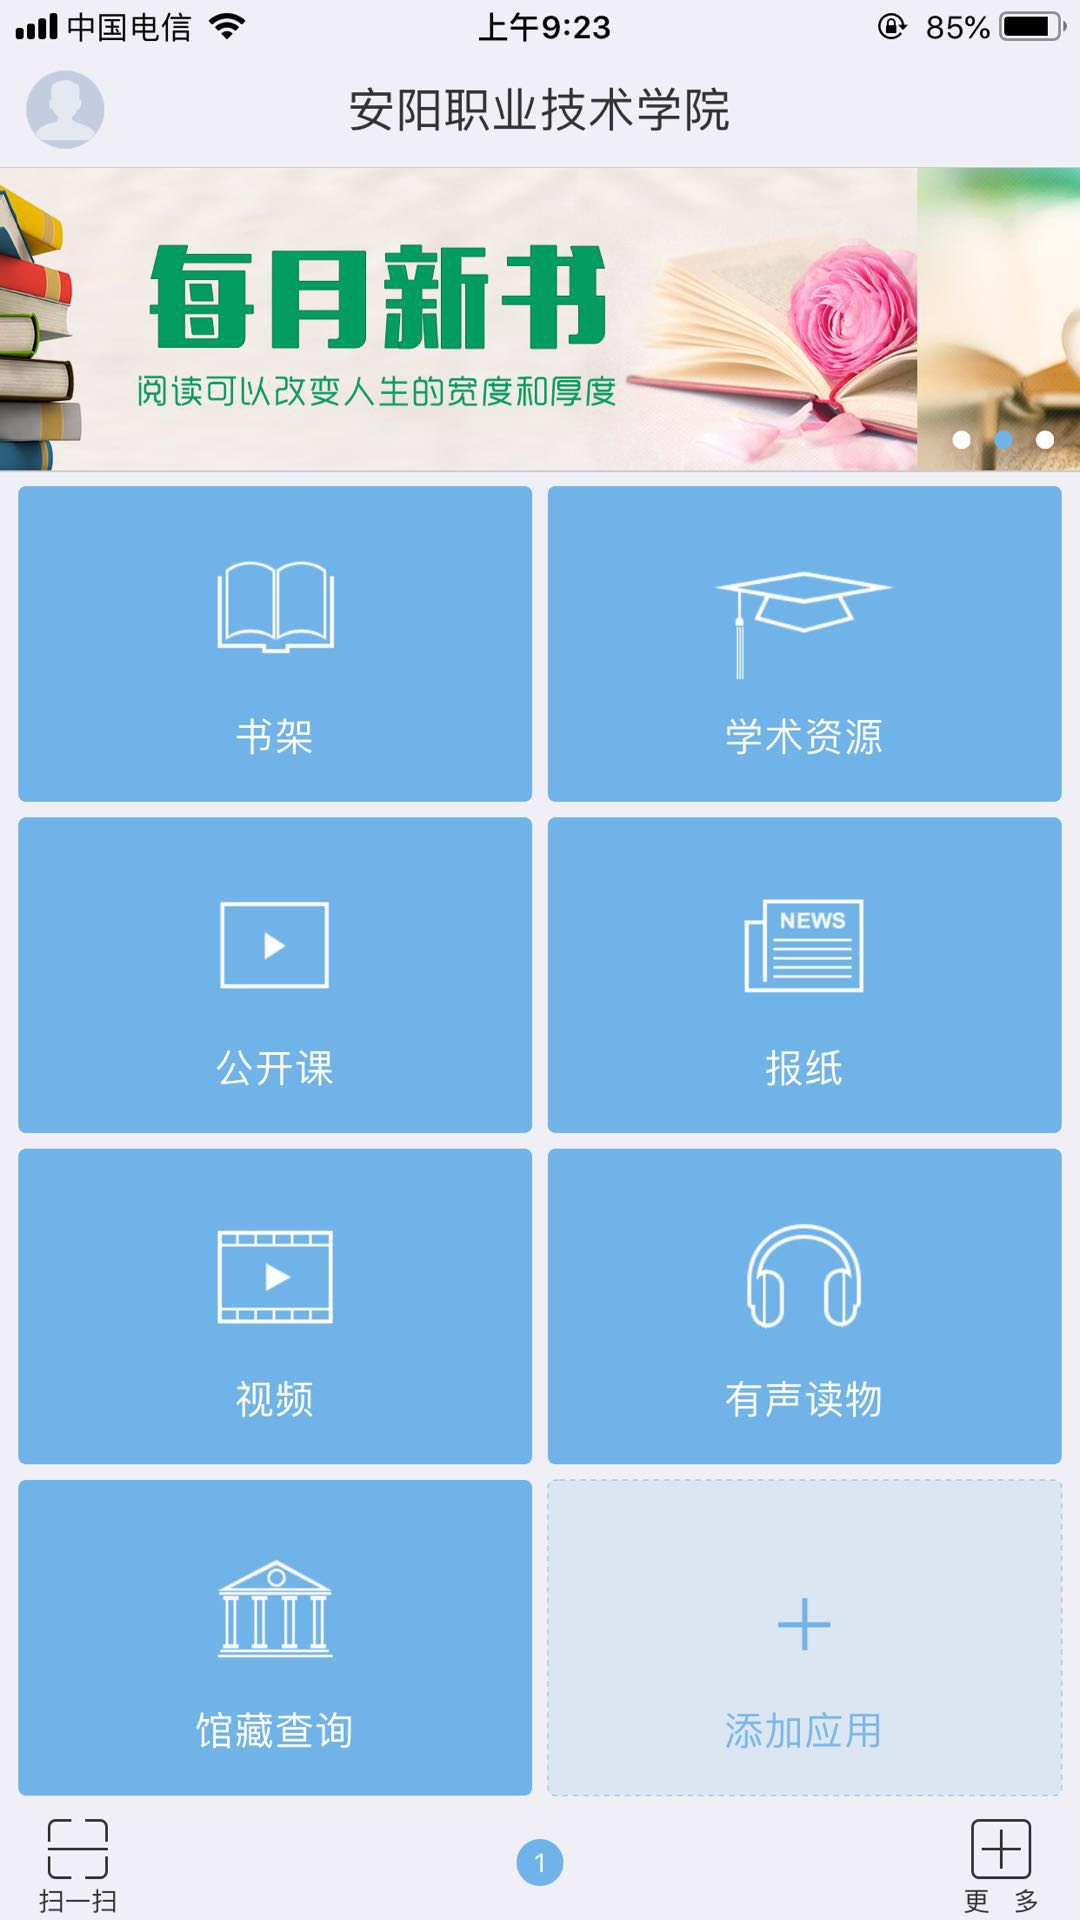 中国电信 上午9:23 85%
安阳职业技术学院
每月新书
阅读可以改变人生的宽度和厚度
书架
学术资源
公开课
NEWS
报纸
视频
有声读物
馆藏查询
添加应用
扫一扫
1
更 多